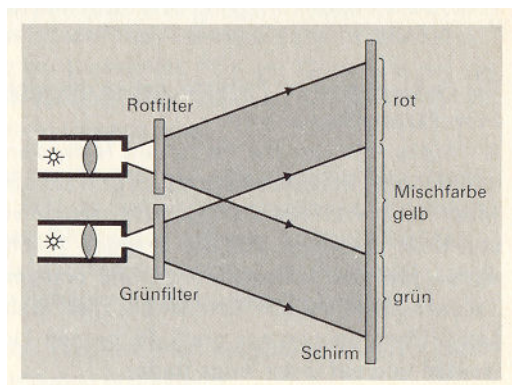 Rotfilter
rot
Mischfarbe
gelb
Grünfilter
grün
Schirm